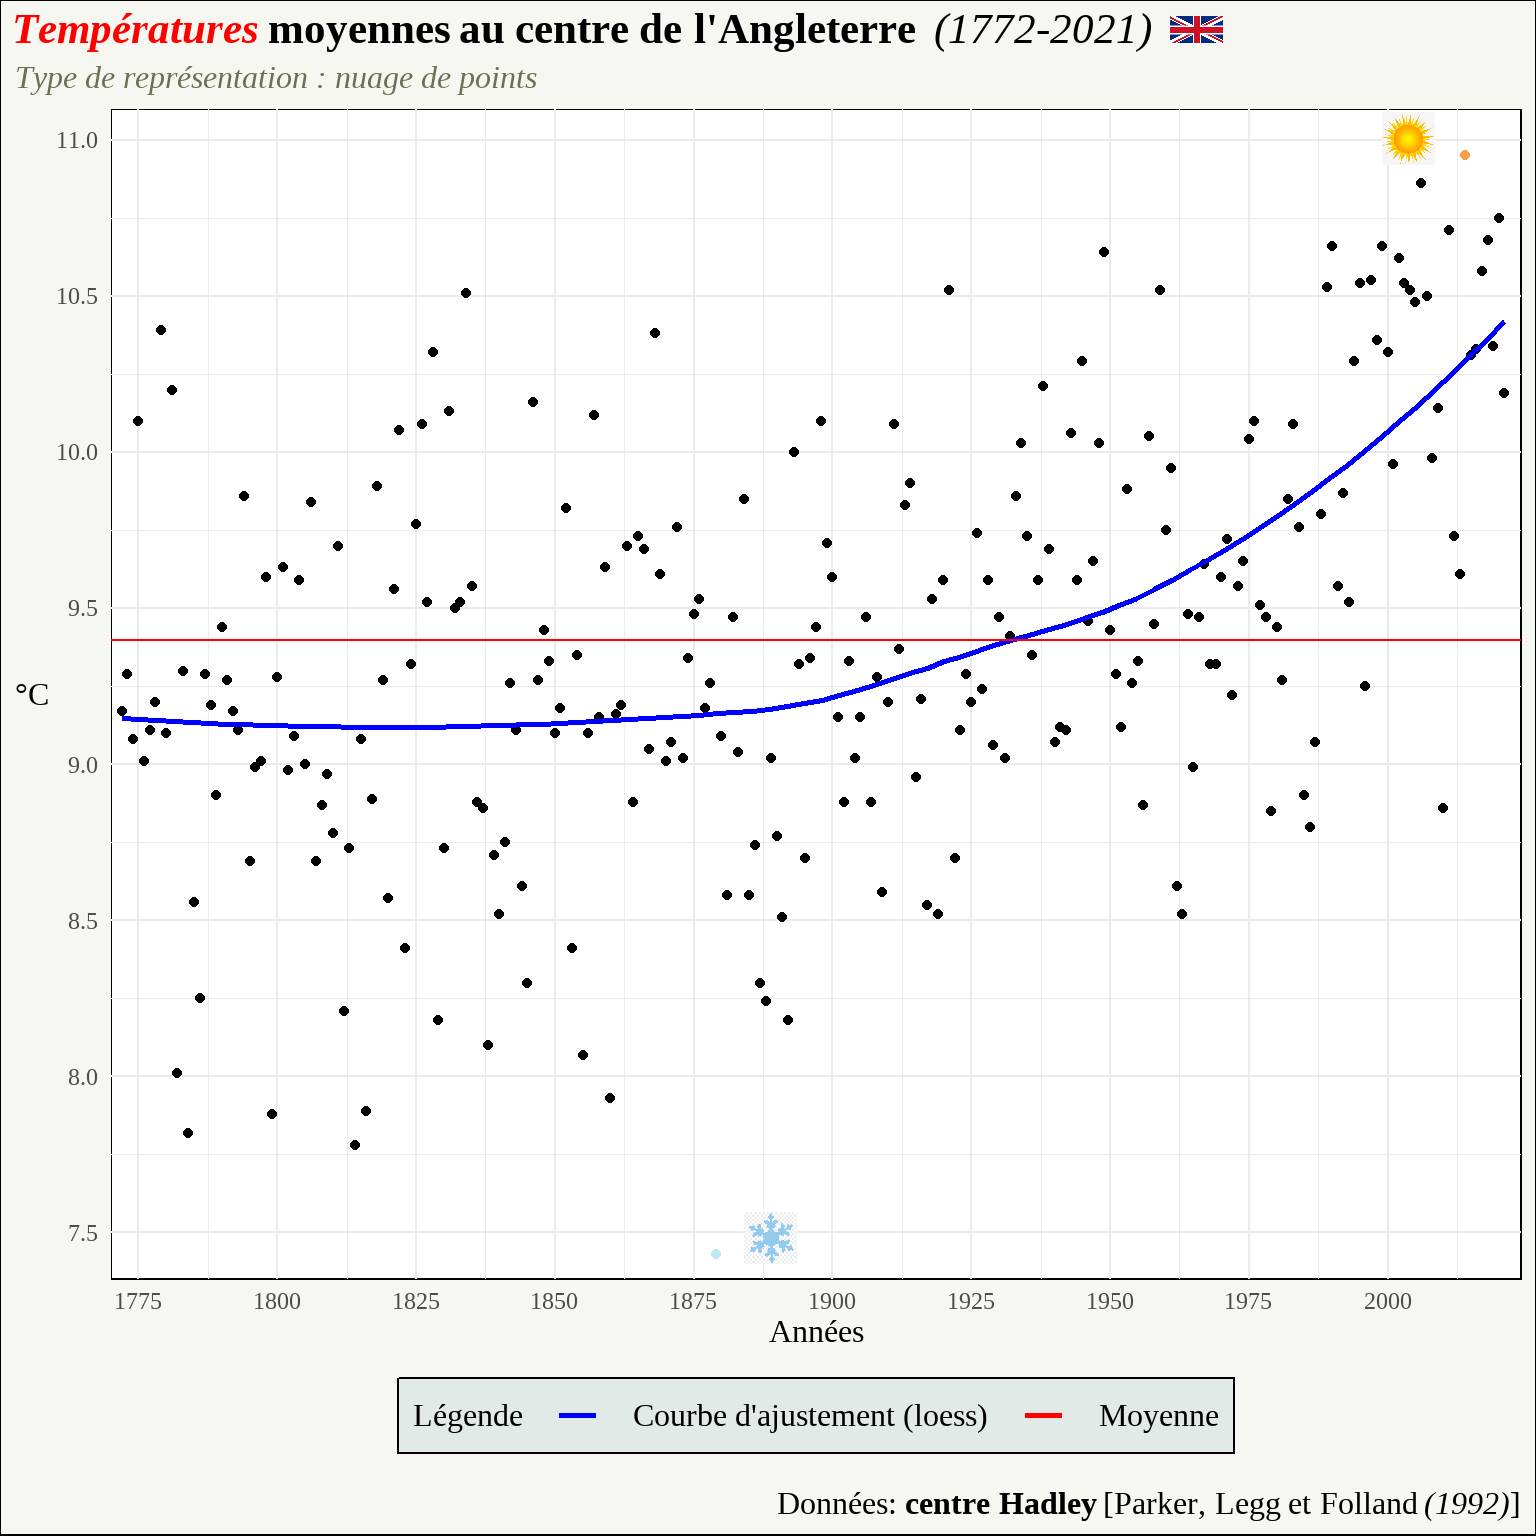 Températures moyennes au centre de l'Angleterre (1772-2021)
Type de représentation : nuage de points
11.0
10.5
10.0
9.5
9.0
8.5
8.0
7.5
°C
1775 1800 1825 1850 1875 1900 1925 1950 1975 2000
Années
Légende Courbe d'ajustement (loess) Moyenne
Données: centre Hadley [Parker, Legg et Folland (1992)]